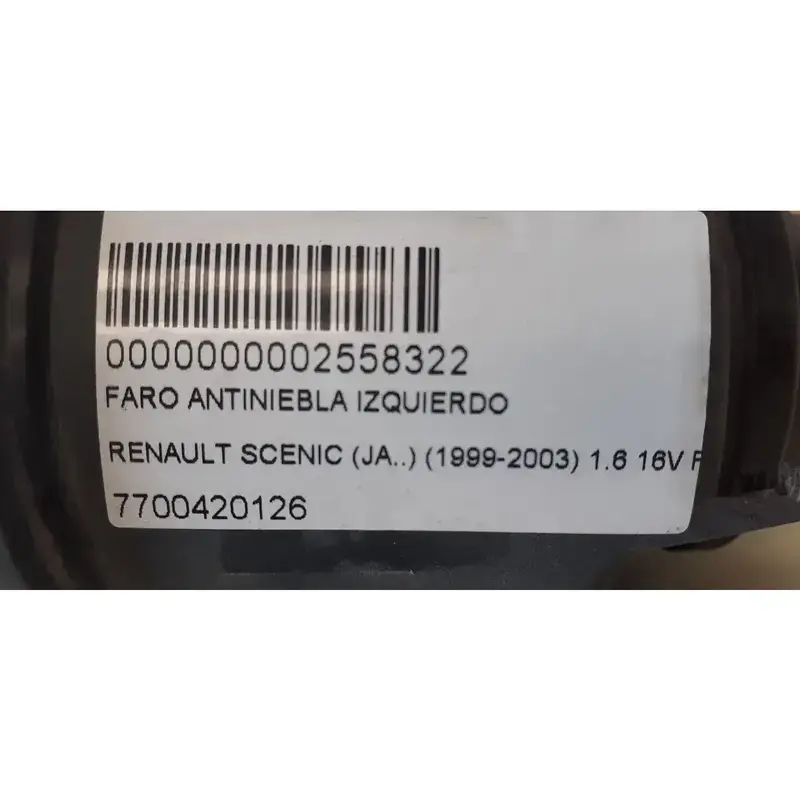 0000000002558322
FARO ANTINIEBLA IZQUIERDO
RENAULT SCENIC (JA..) (1999-2003) 1.6 16V
7700420126